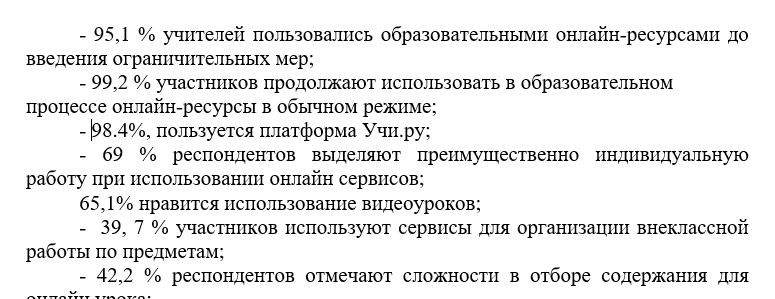 - 95,1 % учителей пользовались образовательными онлайн-ресурсами до
введения ограничительных мер;
- 99,2 % участников продолжают использовать в образовательном
процессе онлайн-ресурсы в обычном режиме;
- 98.4%, пользуется платформа Учи.ру;
- 69 % респондентов выделяют преимущественно индивидуальную
работу при использовании онлайн сервисов;
65,1% нравится использование видеоуроков;
- 39, 7 % участников используют сервисы для организации внеклассной
работы по предметам;
- 42,2 % респондентов отмечают сложности в отборе содержания для
онлайн урока;